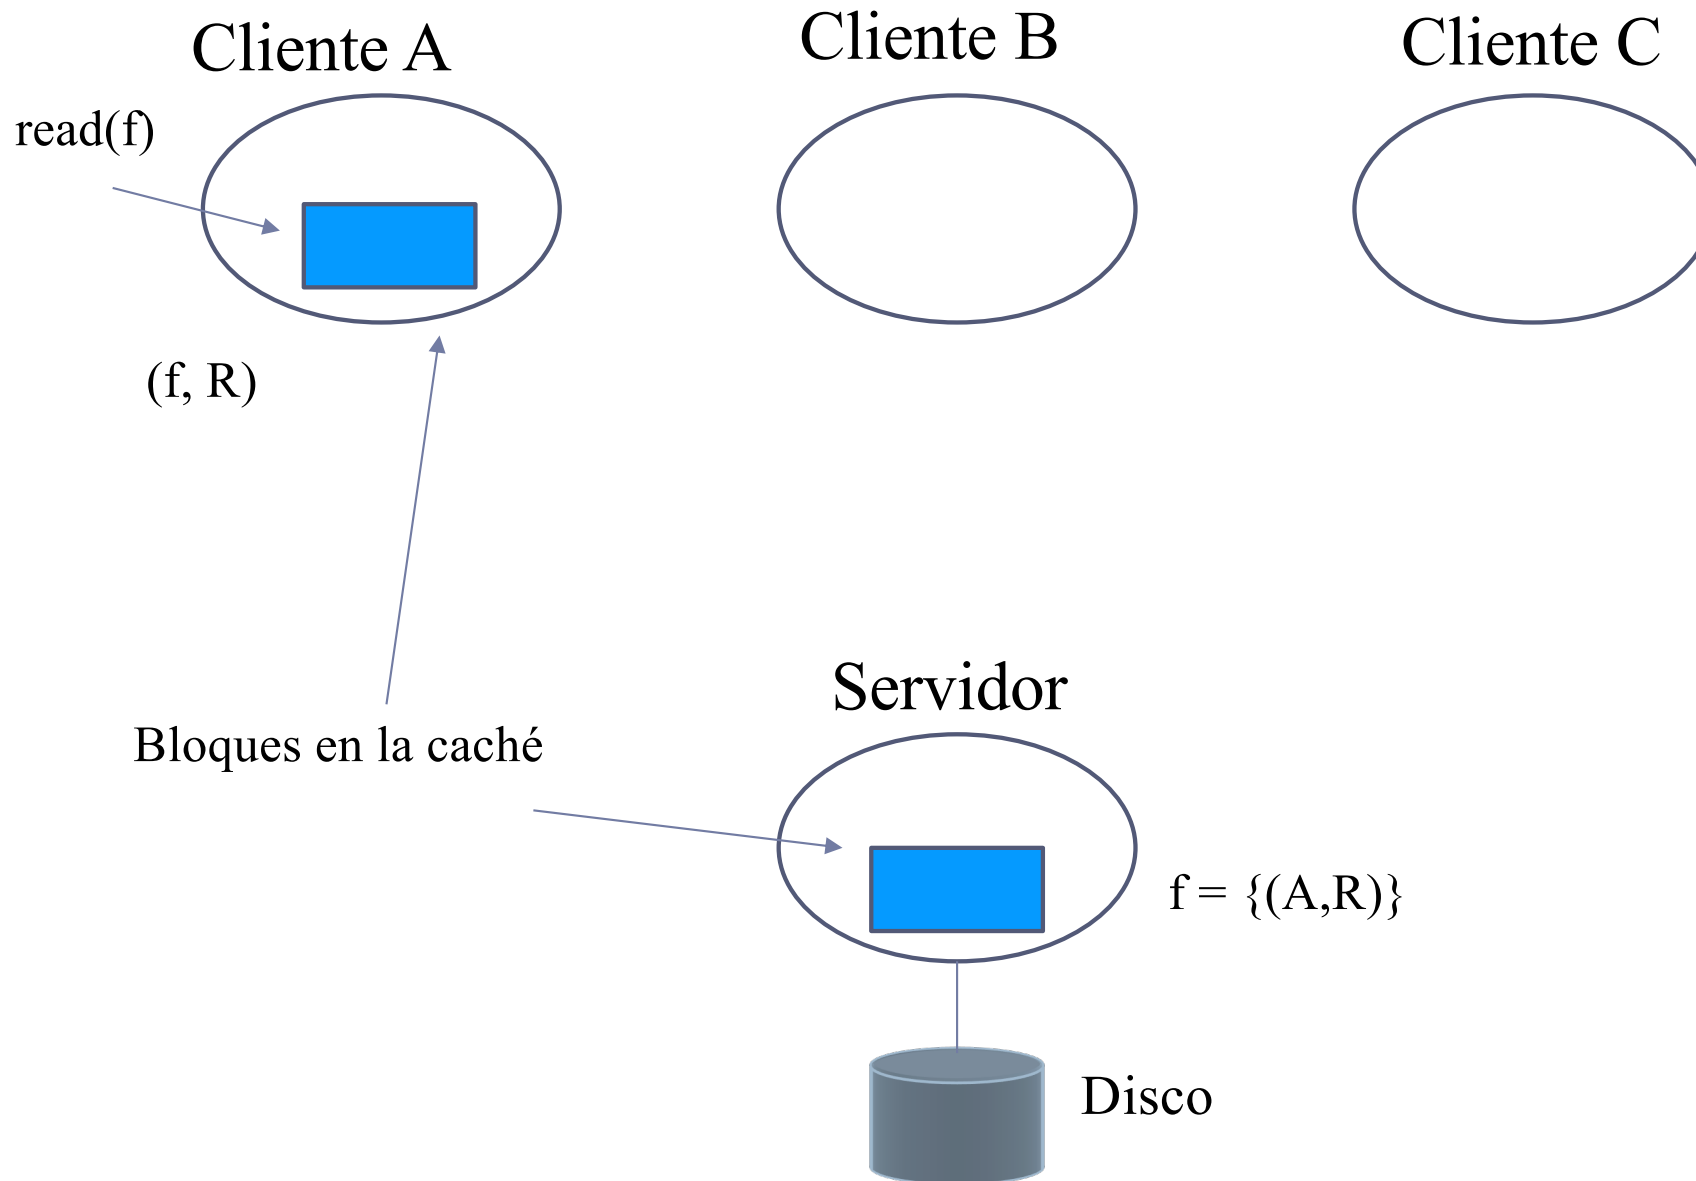 Cliente A
Cliente B
Cliente C
read(f)
(f, R)
Servidor
Bloques en la caché
f = {(A,R)}
Disco